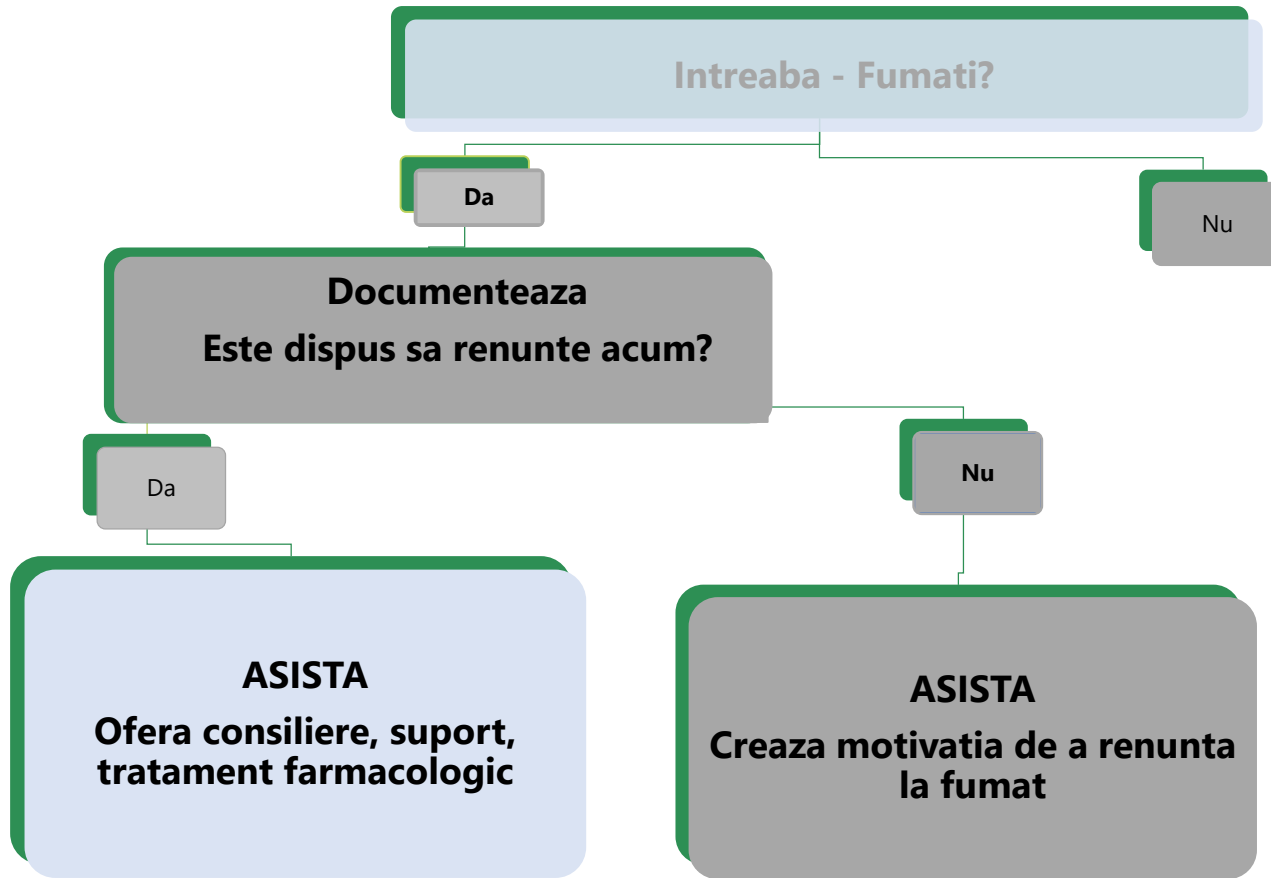 Intreaba - Fumati?
Da
Nu
Documenteaza
Este dispus sa renunte acum?
Da
Nu
ASISTA
Ofera consiliere, suport,
tratament farmacologic
ASISTA
Creaza motivatia de a renunta
la fumat